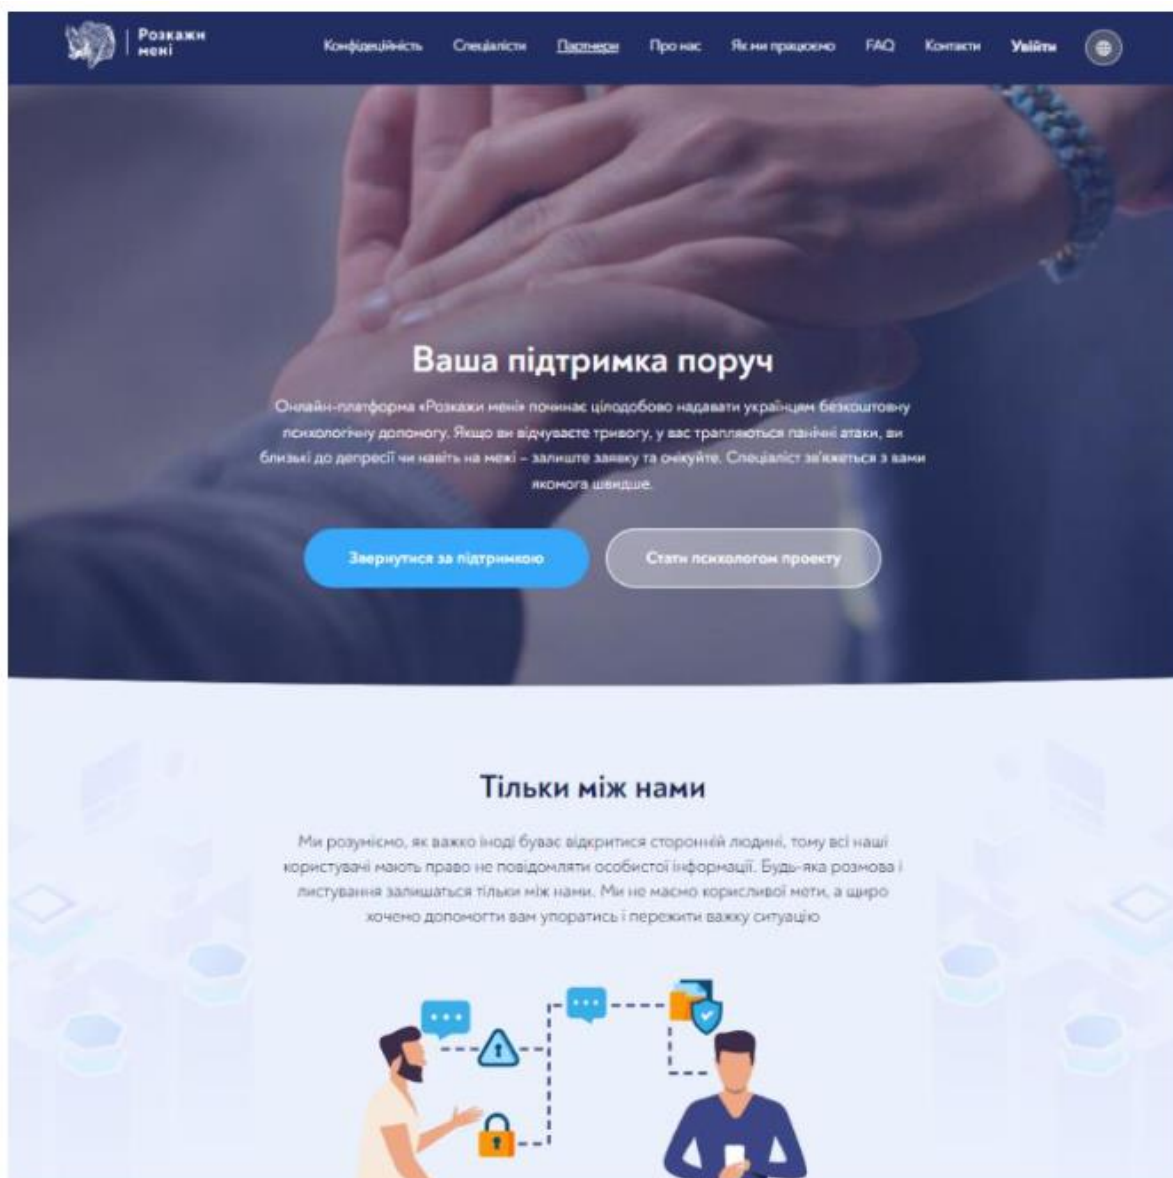 Розкажи
мені
Конфідеційність Спеціалісти Партнери Про нас Як ми працюємо FAQ Контакти Увійти
Ваша підтримка поруч
Онлайн-платформа «Розкажи мені» починає цілодобово надавати українцям безкоштовну
психологічну допомогу. Якщо ви відчуваєте тривогу, у вас трапляються панічні атаки, ви
близькі до депресії чи навіть на межі – залиште заявку та очікуйте. Спеціаліст зв'яжеться з вами
якомога швидше.
Звернутися за підтримкою Стати психологом проекту
Тільки між нами
Ми розуміємо, як важко іноді буває відкритися сторонній людині, тому всі наші
користувачі мають право не повідомляти особистої інформації. Будь-яка розмова і
листування залишаться тільки між нами. Ми не маємо корисливої мети, а щиро
хочемо допомогти вам упоратись і пережити важку ситуацію